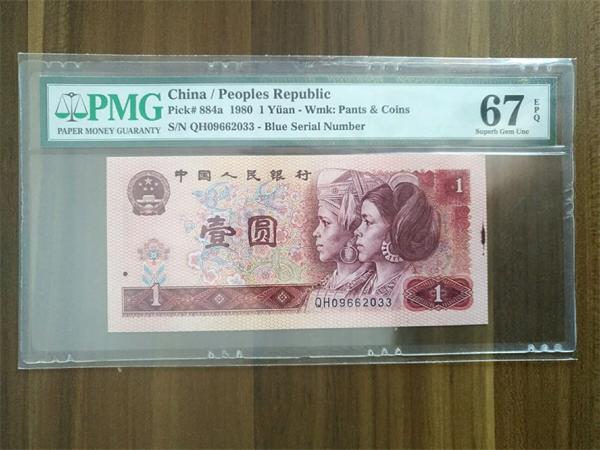 PMG
PAPER MONEY GUARANTY
China / Peoples Republic
Pick# 884a 1980 1 Yüan - Wmk: Pants & Coins
S/N QH09662033 - Blue Serial Number
67 EPQ
Superb Gem Unc
中国人民银行
1
壹圆
1
QH09662033
1